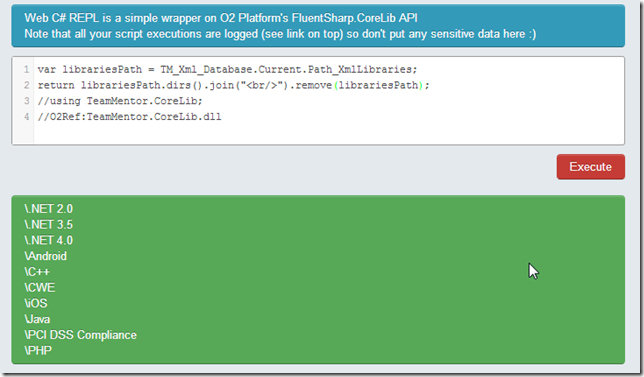 Web C# REPL is a simple wrapper on O2 Platform's FluentSharp.CoreLib API
Note that all your script executions are logged (see link on top) so don't put any sensitive data here :)
1 var librariesPath = TM_Xml_Database.Current.Path_XmlLibraries;
2 return librariesPath.dirs().join("<br/>").remove(librariesPath);
3 //using TeamMentor.CoreLib;
4 //O2Ref:TeamMentor.CoreLib.dll
Execute
\.NET 2.0
\.NET 3.5
\.NET 4.0
\Android
\C++
\CWE
\iOS
\Java
\PCI DSS Compliance
\PHP